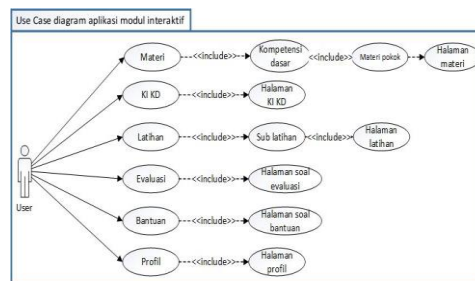 Use Case diagram aplikasi modul interaktif
Materi
<<include>>
Kompetensi
dasar
<<include>>
Materi pokok
Halaman
materi
KI KD
<<include>>
Halaman
KI KD
Latihan
<<include>>
Sub latihan
<<include>>
Halaman
latihan
User
Evaluasi
<<include>>
Halaman soal
evaluasi
Bantuan
<<include>>
Halaman soal
bantuan
Profil
<<include>>
Halaman
profil